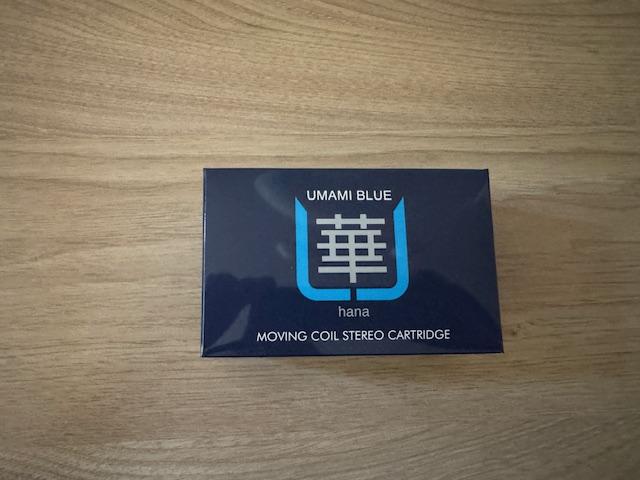 UMAMI BLUE
華
hana
MOVING COIL STEREO CARTRIDGE